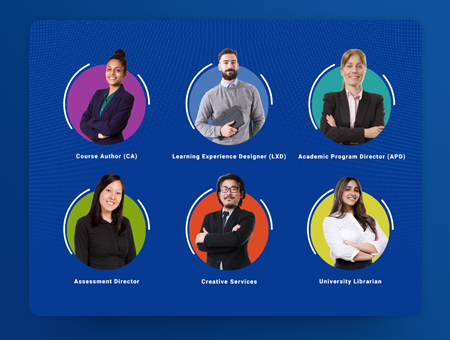 Course Author (CA)
Learning Experience Designer (LXD)
Academic Program Director (APD)
Assessment Director
Creative Services
University Librarian